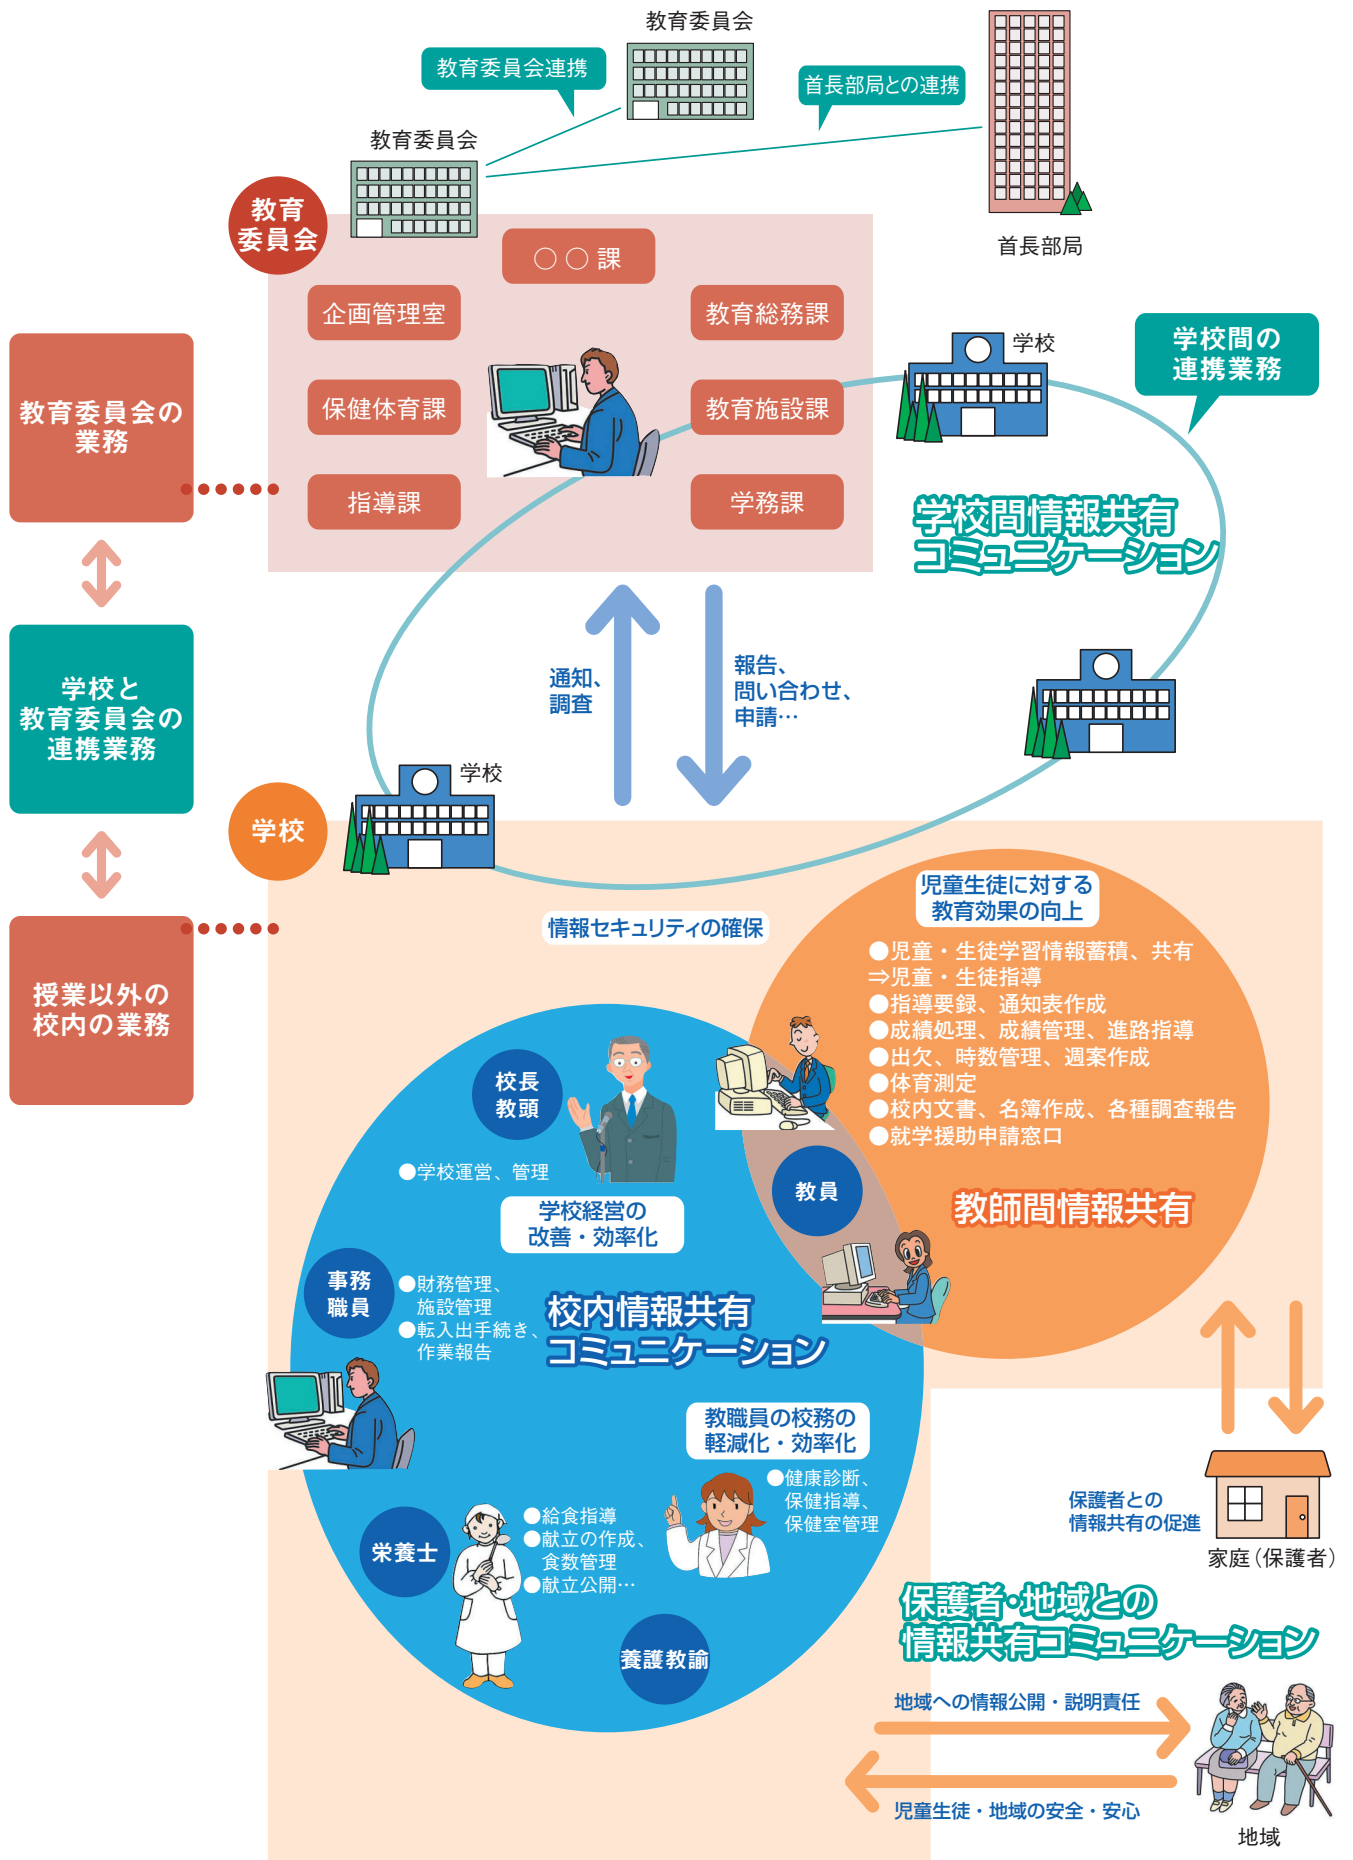 教育委員会
教育委員会連携
首長部局との連携
教育委員会
教育
委員会
首長部局
○○課
企画管理室
教育総務課
保健体育課
教育施設課
指導課
学務課
学校
学校間の
連携業務
教育委員会の
業務
学校間情報共有
コミュニケーション
通知、
調査
報告、
問い合わせ、
申請…
学校と
教育委員会の
連携業務
学校
学校
授業以外の
校内の業務
情報セキュリティの確保
児童生徒に対する
教育効果の向上
●児童・生徒学習情報蓄積、共有
⇒児童・生徒指導
●指導要録、通知表作成
●成績処理、成績管理、進路指導
●出欠、時数管理、週案作成
●体育測定
●校内文書、名簿作成、各種調査報告
●就学援助申請窓口
教師間情報共有
教員
校長
教頭
●学校運営、管理
学校経営の
改善・効率化
事務
職員
●財務管理、
施設管理
●転入出手続き、
作業報告
校内情報共有
コミュニケーション
教職員の校務の
軽減化・効率化
●健康診断、
保健指導、
保健室管理
栄養士
●給食指導
●献立の作成、
食数管理
●献立公開…
養護教諭
保護者との
情報共有の促進
家庭（保護者）
保護者・地域との
情報共有コミュニケーション
地域への情報公開・説明責任
児童生徒・地域の安全・安心
地域